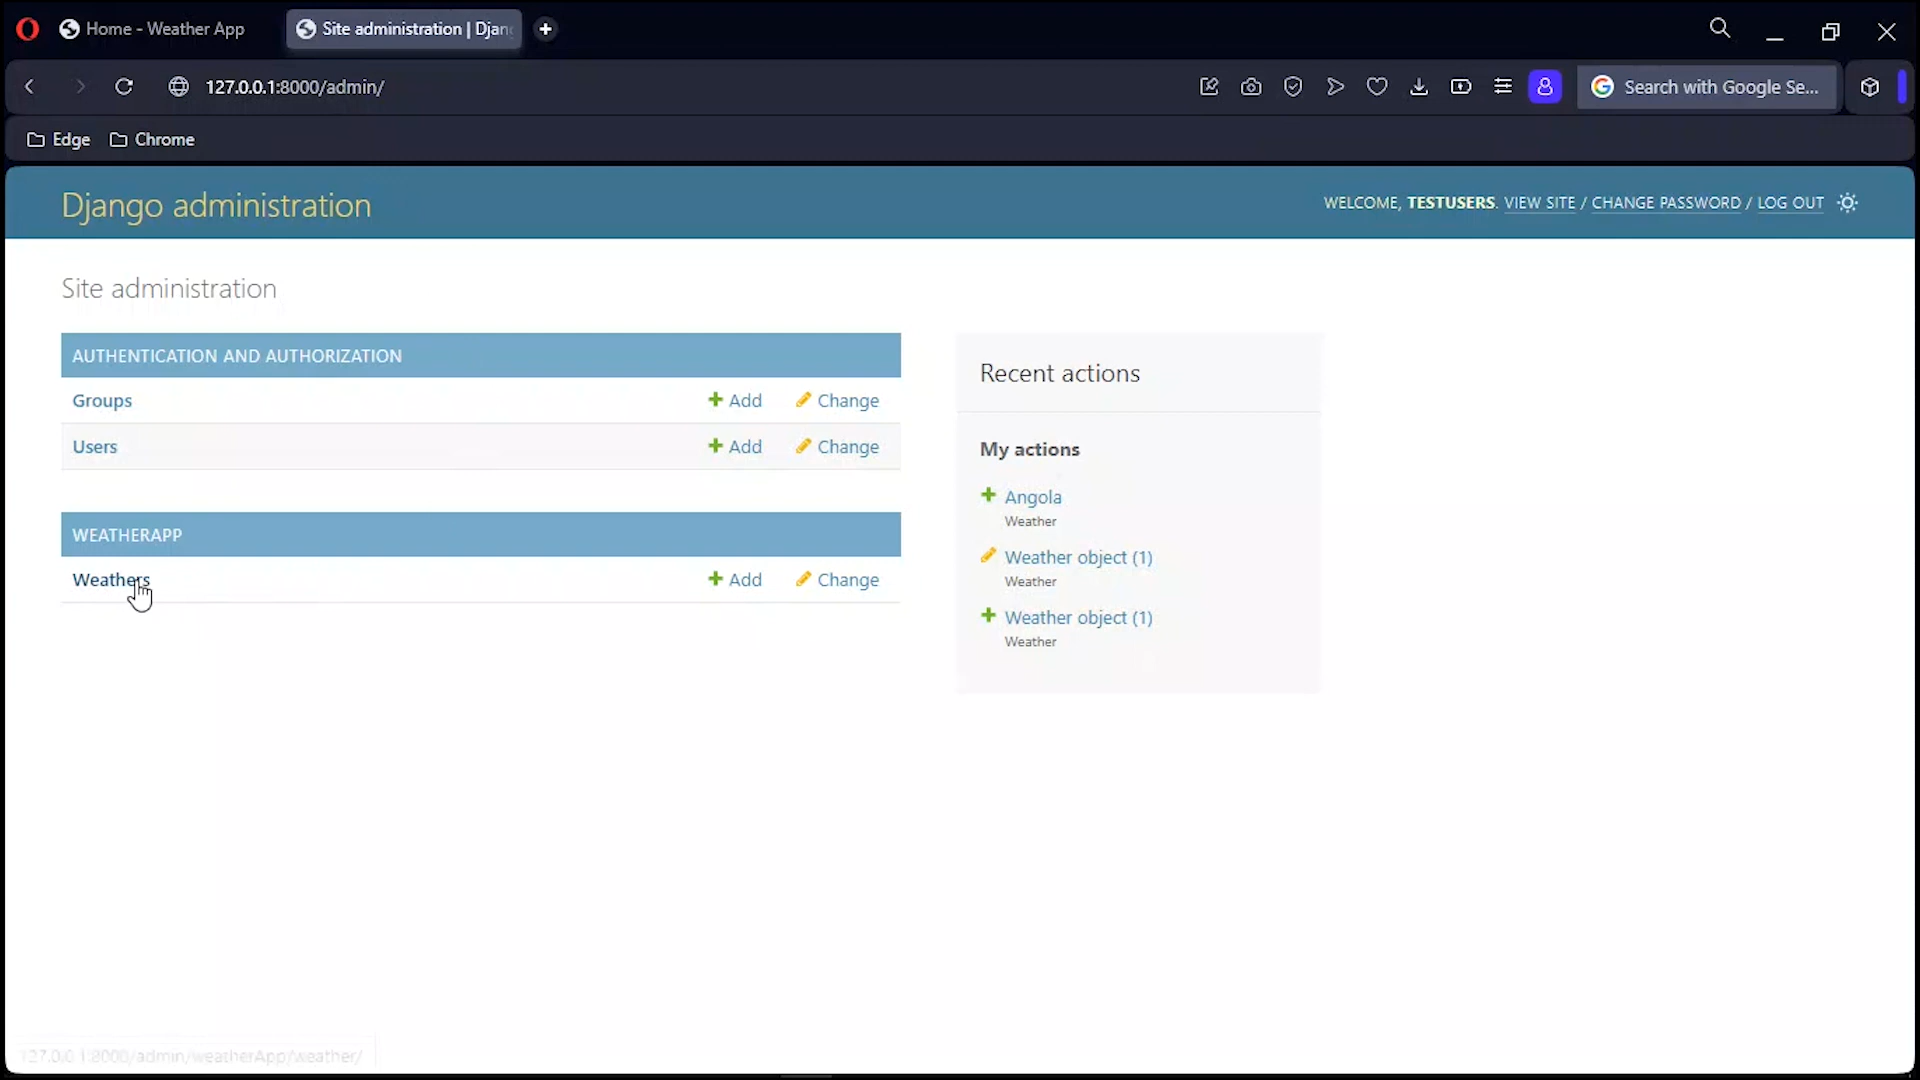 Home - Weather App
Site administration | Djan
127.0.0.1:8000/admin/
Search with Google Se...
Edge
Chrome
Django administration
WELCOME, TESTUSERS. VIEW SITE / CHANGE PASSWORD / LOG OUT
Site administration
AUTHENTICATION AND AUTHORIZATION
Groups Add Change
Users Add Change
WEATHERAPP
Weathers Add Change
Recent actions
My actions
Angola
Weather
Weather object (1)
Weather
Weather object (1)
Weather
127.0.0.1:8000/admin/weatherApp/weather/